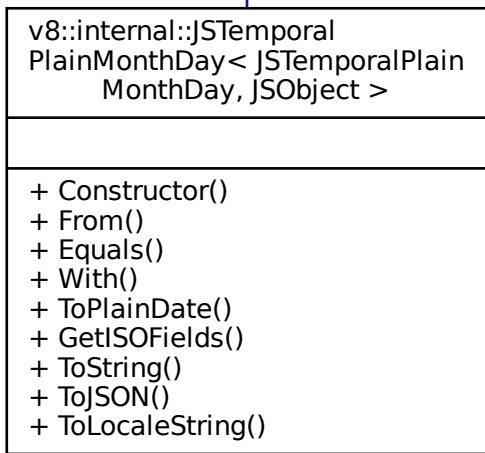 v8::internal::JSTemporal
PlainMonthDay< JSTemporalPlain
MonthDay, JSObject >
+ Constructor()
+ From()
+ Equals()
+ With()
+ ToPlainDate()
+ GetISOFields()
+ ToString()
+ ToJSON()
+ ToLocaleString()